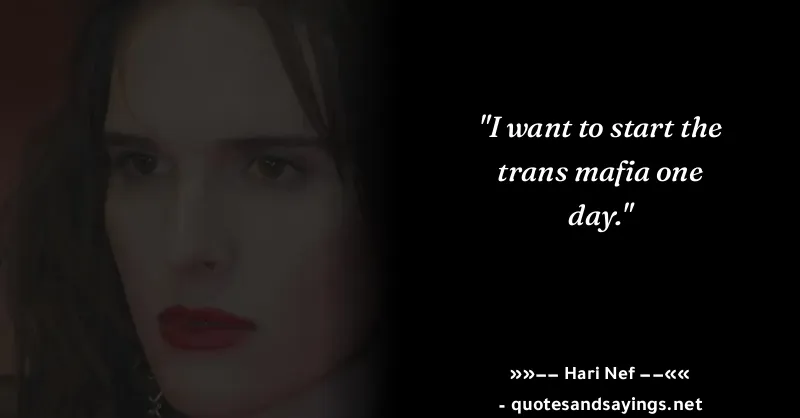 "I want to start the
trans mafia one
day."
»»−− Hari Nef −−««
- quotesandsayings.net